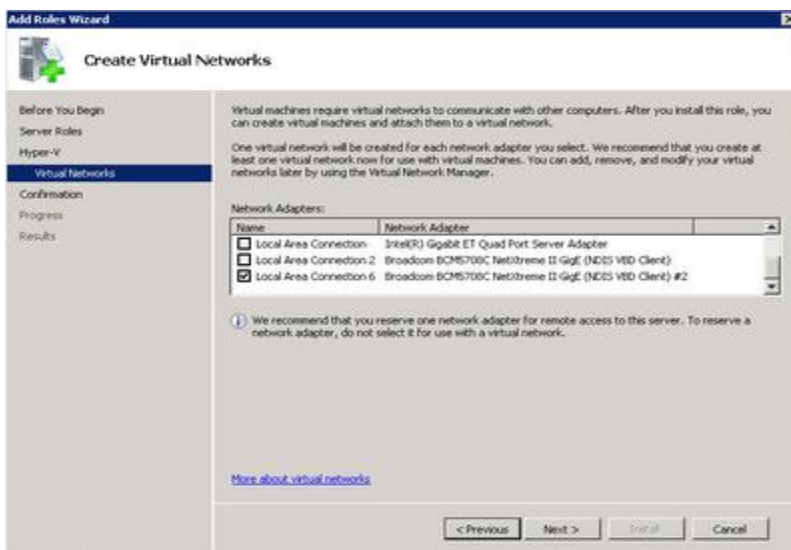 Add Roles Wizard
Create Virtual Networks
Before You Begin
Server Roles
Hyper-V
Virtual Networks
Confirmation
Progress
Results
Virtual machines require virtual networks to communicate with other computers. After you install this role, you
can create virtual machines and attach them to a virtual network.
One virtual network will be created for each network adapter you select. We recommend that you create at
least one virtual network now for use with virtual machines. You can add, remove, and modify your virtual
networks later by using the Virtual Network Manager.
Network Adapters:
Name Network Adapter
Local Area Connection Intel(R) Gigabit ET Quad Port Server Adapter
Local Area Connection 2 Broadcom BCM5708C NetXtreme II GigE (NDIS VBD Client)
Local Area Connection 6 Broadcom BCM5708C NetXtreme II GigE (NDIS VBD Client) #2
We recommend that you reserve one network adapter for remote access to this server. To reserve a
network adapter, do not select it for use with a virtual network.
More about virtual networks
< Previous Next > Install Cancel